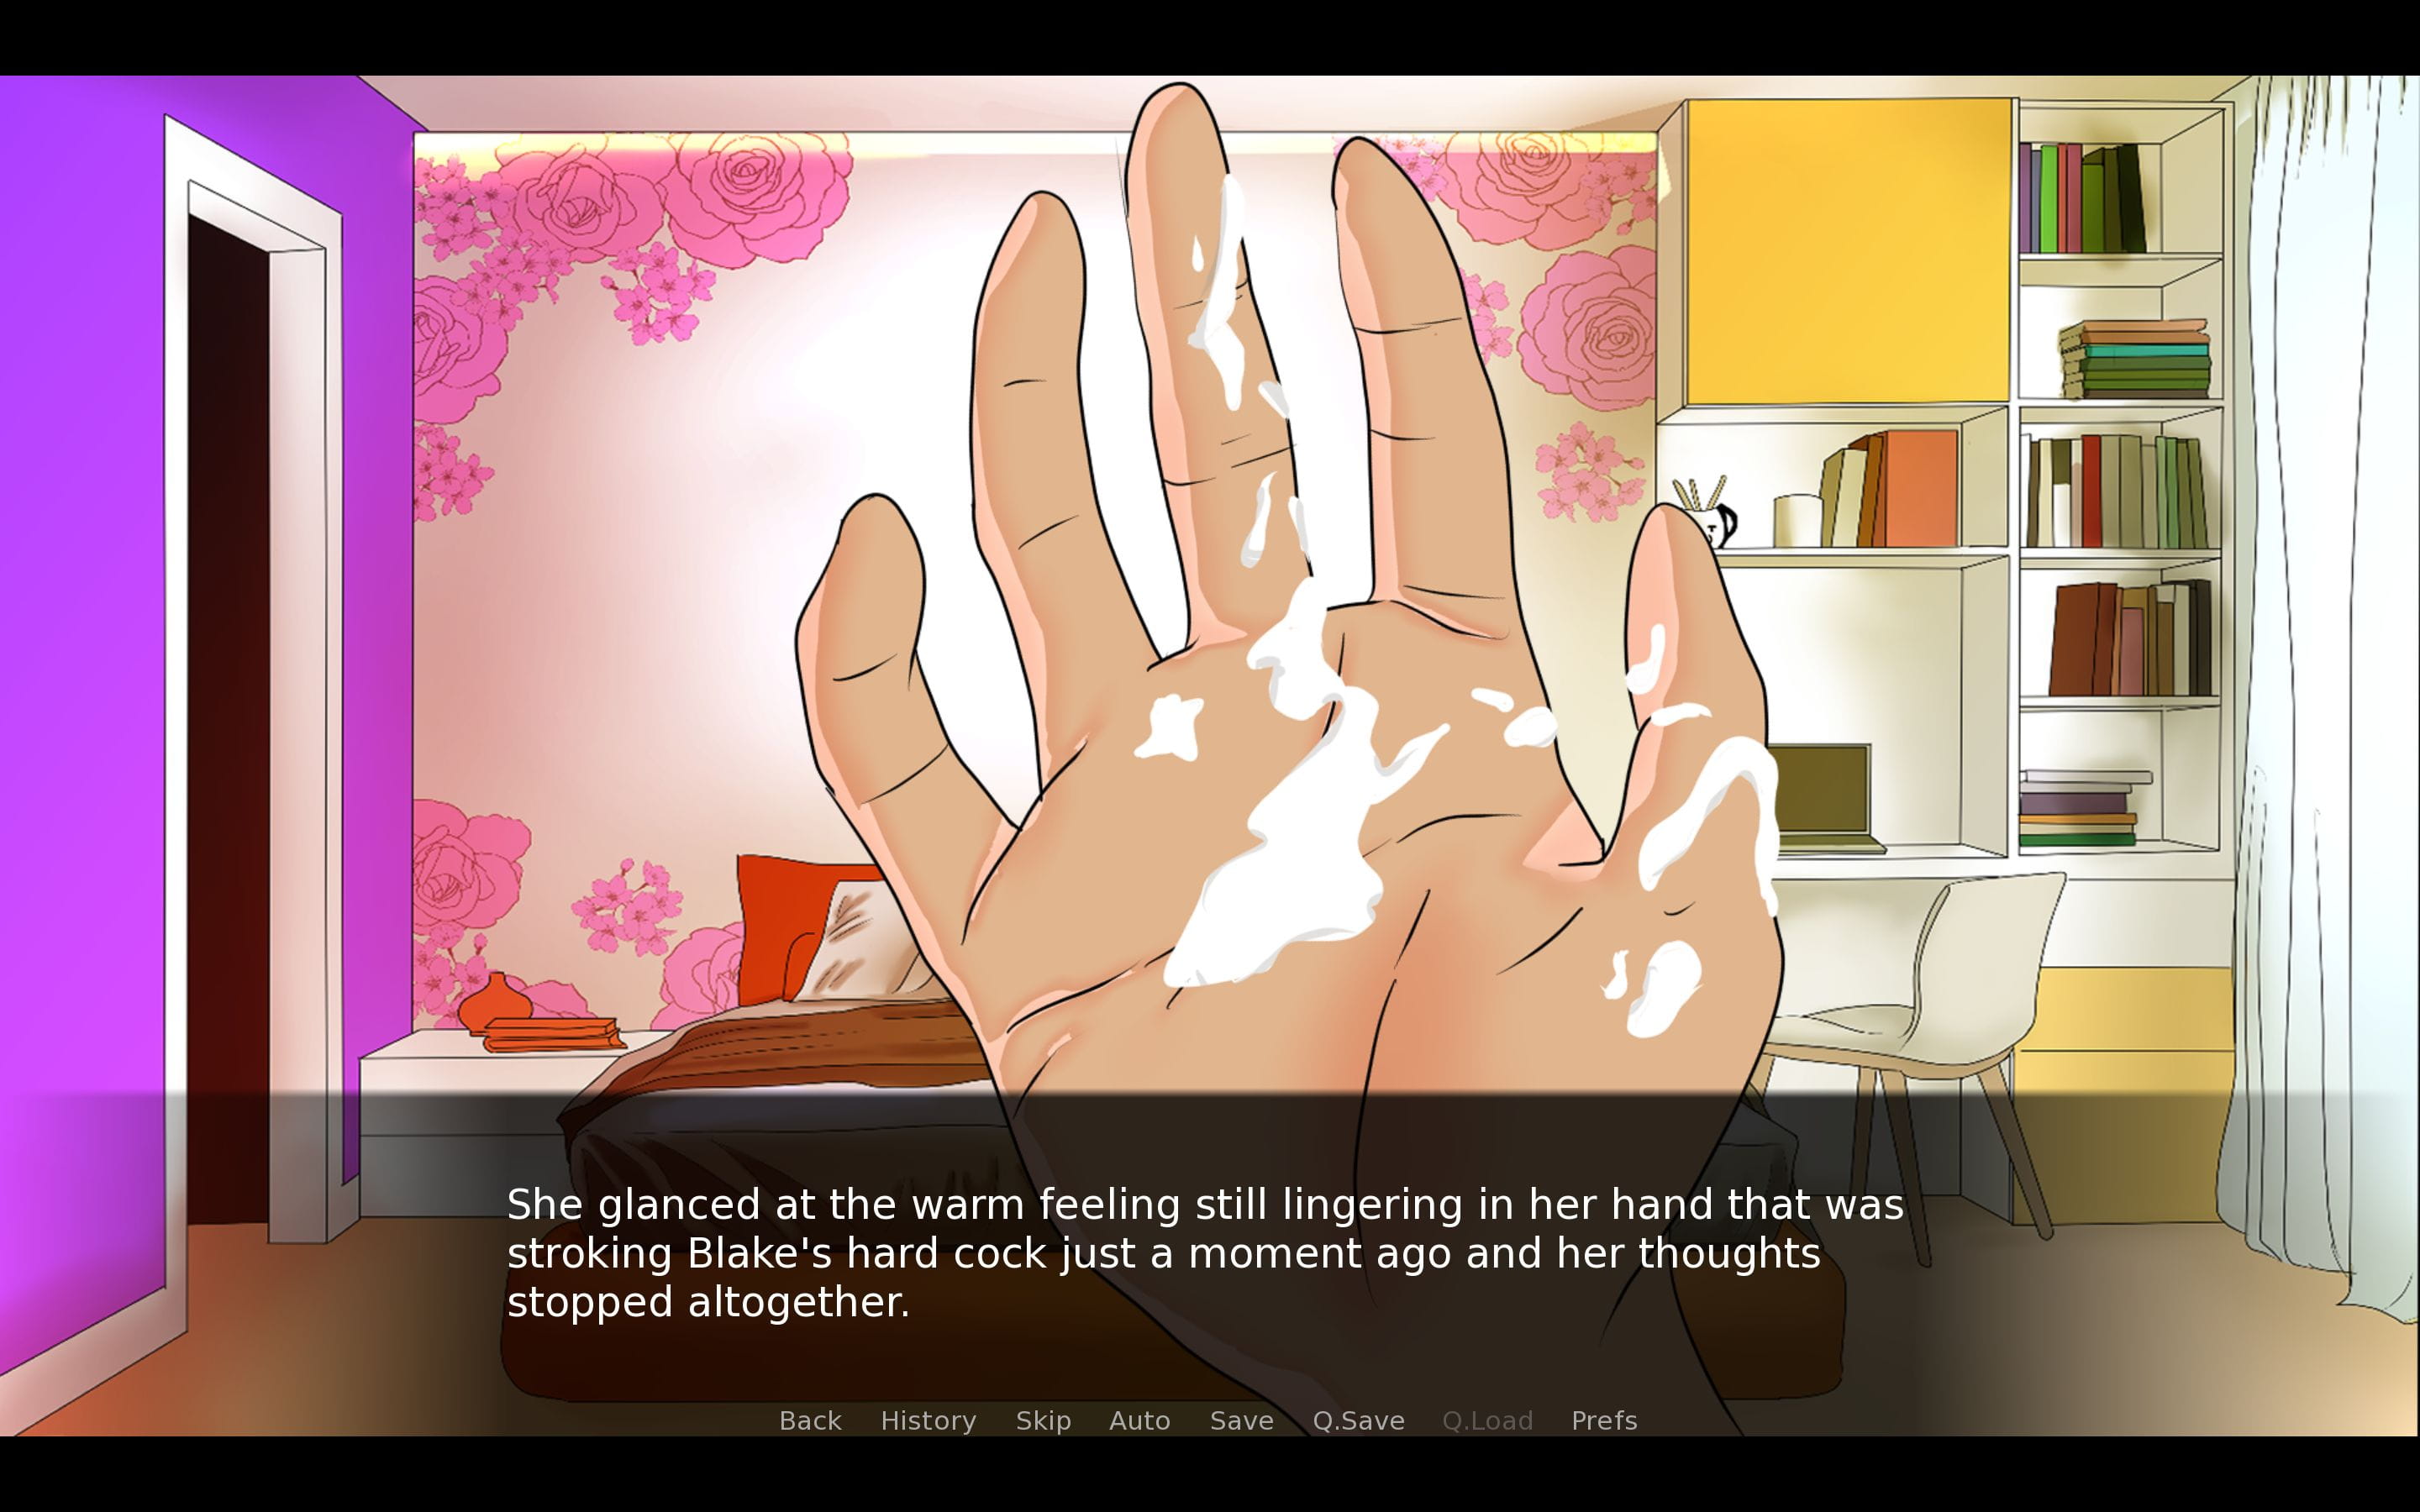 She glanced at the warm feeling still lingering in her hand that was
stroking Blake's hard cock just a moment ago and her thoughts
stopped altogether.
Back History Skip Auto Save Q.Save Q.Load Prefs